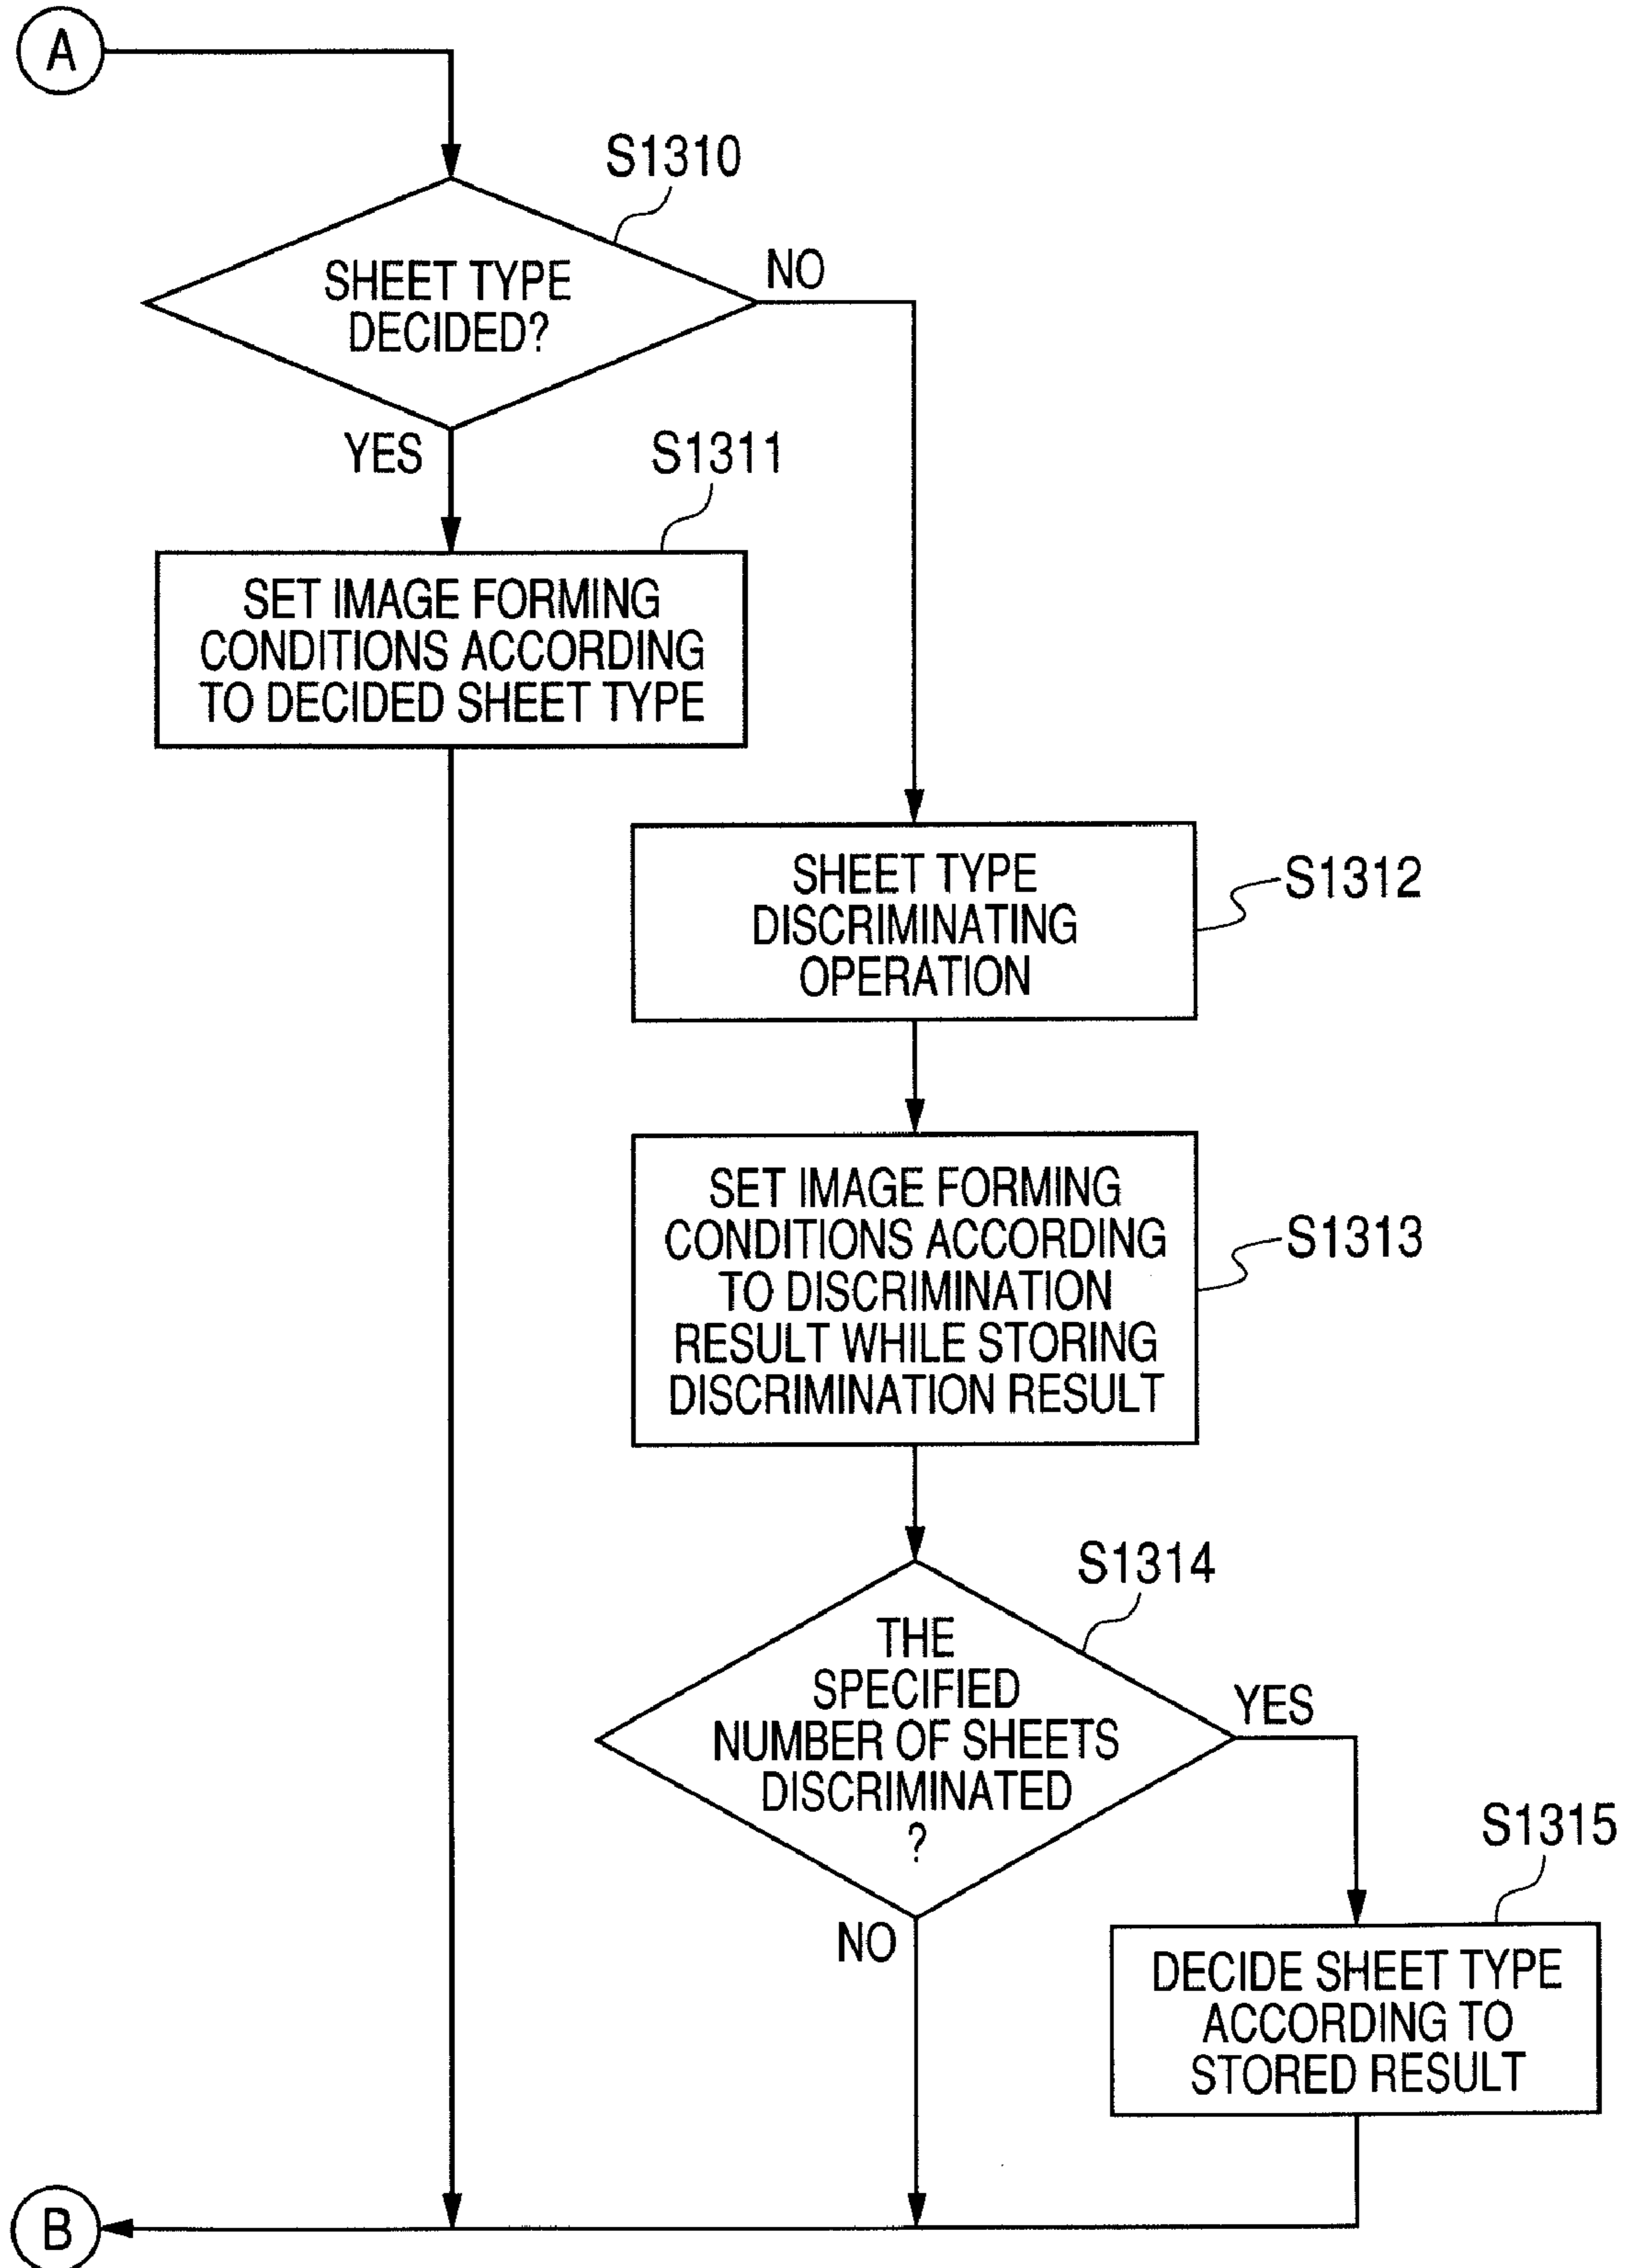 A
S1310
SHEET TYPE
DECIDED?
NO
YES
S1311
SET IMAGE FORMING
CONDITIONS ACCORDING
TO DECIDED SHEET TYPE
SHEET TYPE
DISCRIMINATING
OPERATION
S1312
SET IMAGE FORMING
CONDITIONS ACCORDING
TO DISCRIMINATION
RESULT WHILE STORING
DISCRIMINATION RESULT
S1313
S1314
THE
SPECIFIED
NUMBER OF SHEETS
DISCRIMINATED
?
YES
NO
S1315
DECIDE SHEET TYPE
ACCORDING TO
STORED RESULT
B